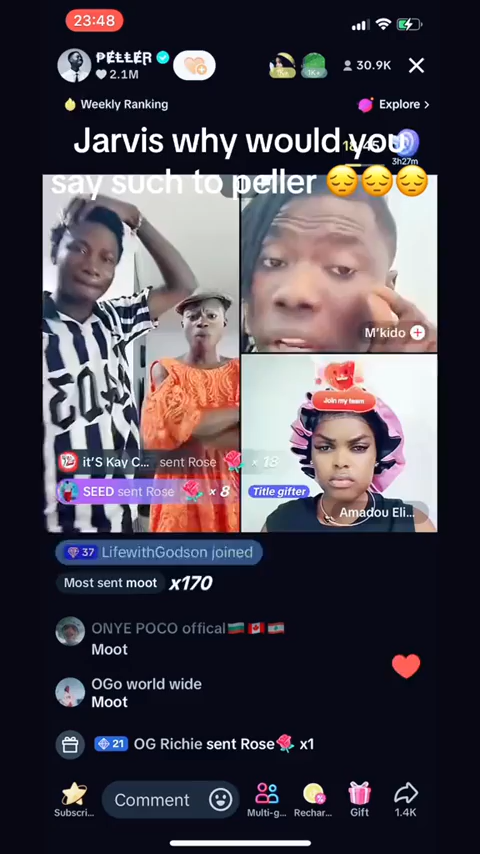 23:48
PELLER
2.1M
1K+
30.9K
Weekly Ranking
Explore >
Jarvis why would you
say such to peller 😔😔😔
3h27m
M'kido
Join my team
it'S Kay C... sent Rose 🌹 x 18
SEED sent Rose 🌹 x 8
Title gifter
Amadou Eli...
37 LifewithGodson joined
Most sent moot x170
ONYE POCO offical🇧🇬🇨🇦🇱🇧
Moot
OGo world wide
Moot
21 OG Richie sent Rose🌹 x1
Subscri...
Comment
Multi-g...
Rechar...
Gift
1.4K